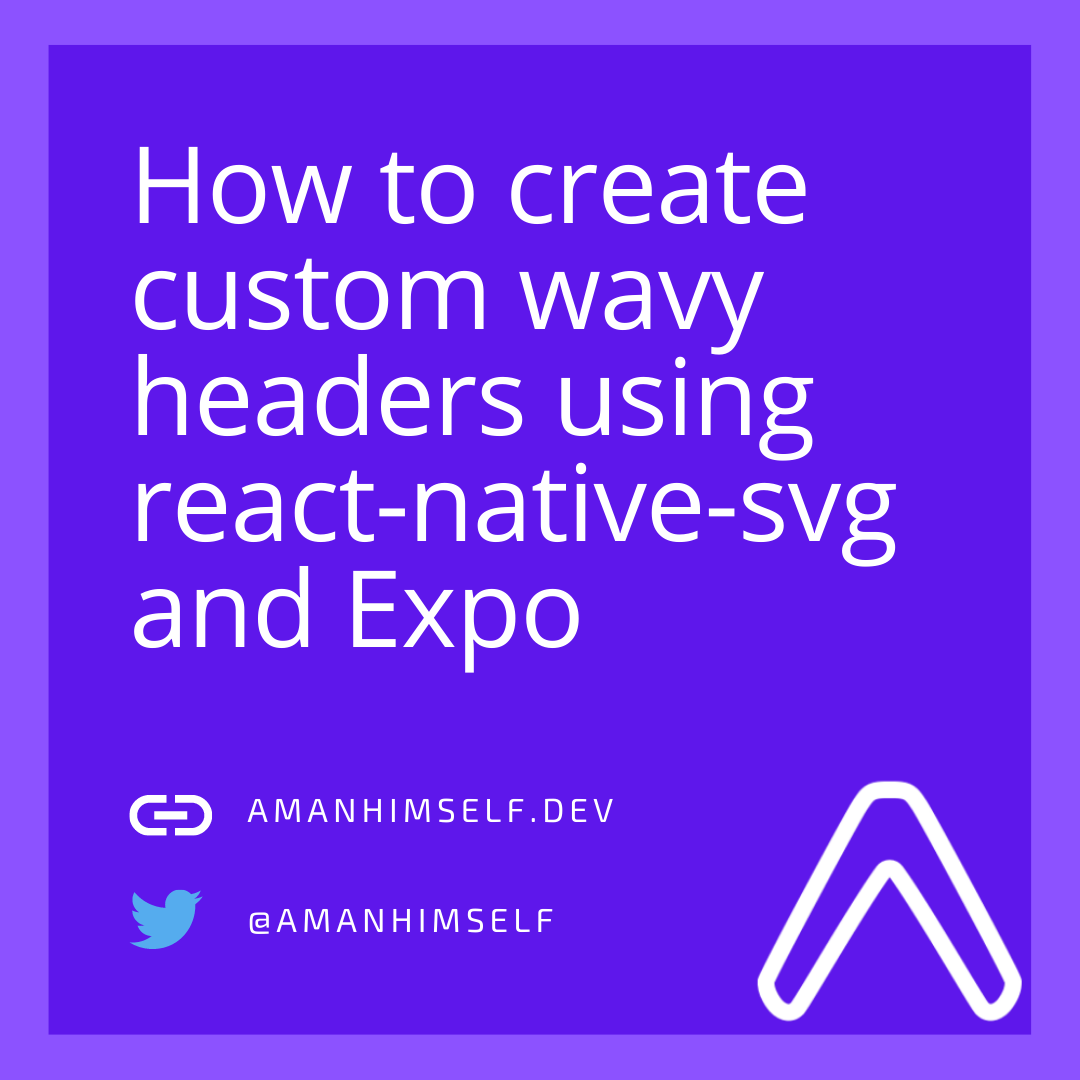 How to create
custom wavy
headers using
react-native-svg
and Expo
AMANHIMSELF.DEV
@AMANHIMSELF